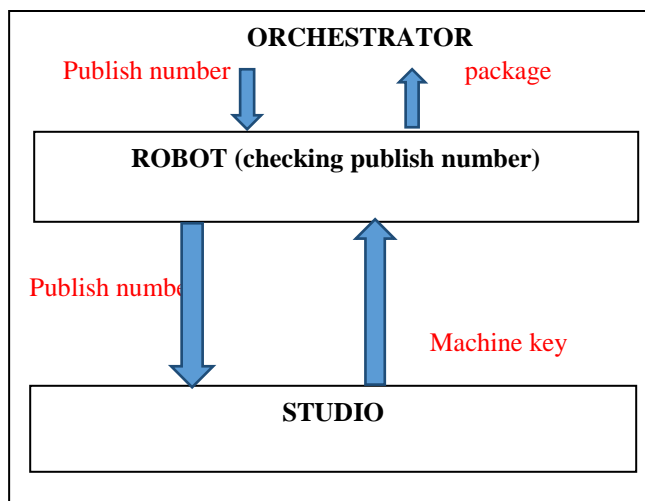 ORCHESTRATOR
Publish number package
ROBOT (checking publish number)
Publish numbe
Machine key
STUDIO